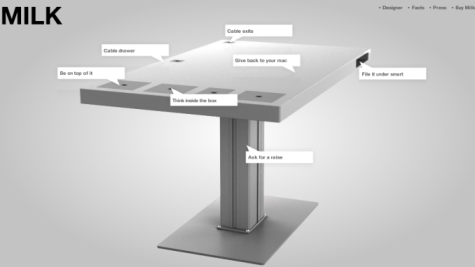 MILK
• Designer • Facts • Press • Buy Milk
Cable exits
Cable drawer
Give back to your mac
Be on top of it
File it under smart
Think inside the box
Ask for a raise